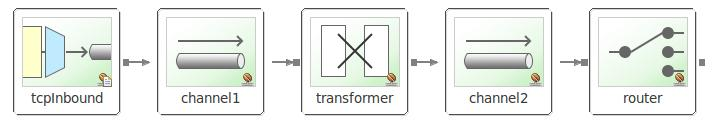 tcpInbound
channel1
transformer
channel2
router